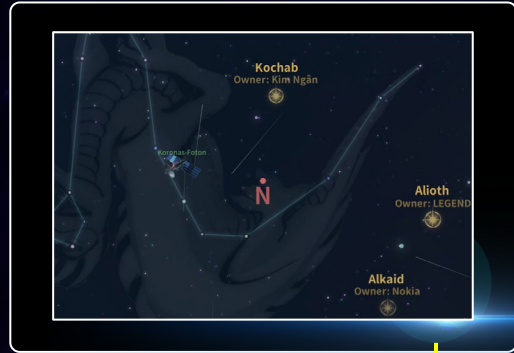 Kochab
Owner: Kim Ngân
Koronas-Foton
N
Alioth
Owner: LEGEND
Alkaid
Owner: Nokia